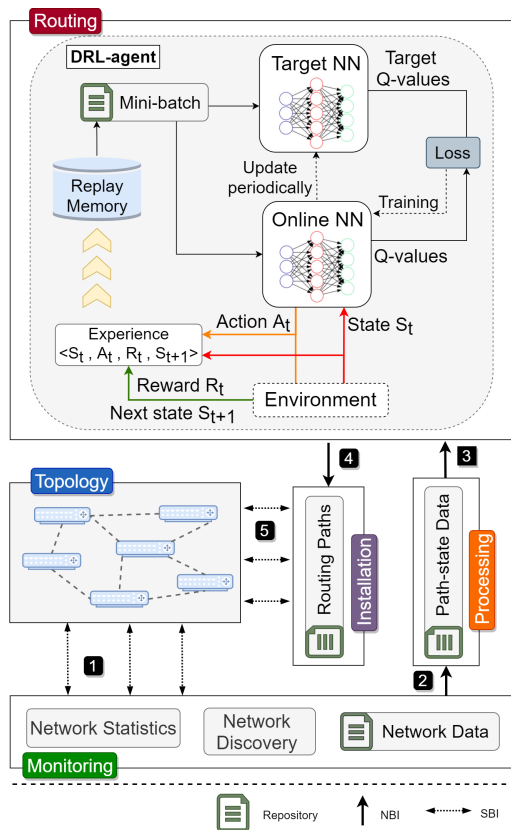 Routing
DRL-agent
Mini-batch
Target NN
Target
Q-values
Replay
Memory
Update
periodically
Loss
Training
Online NN
Q-values
Action At
State St
Experience
<St , At , Rt , St+1>
Reward Rt
Next state St+1
Environment
4
3
Topology
5
Routing Paths
Installation
Path-state Data
Processing
1
2
Network Statistics
Network
Discovery
Network Data
Monitoring
Repository
NBI
SBI